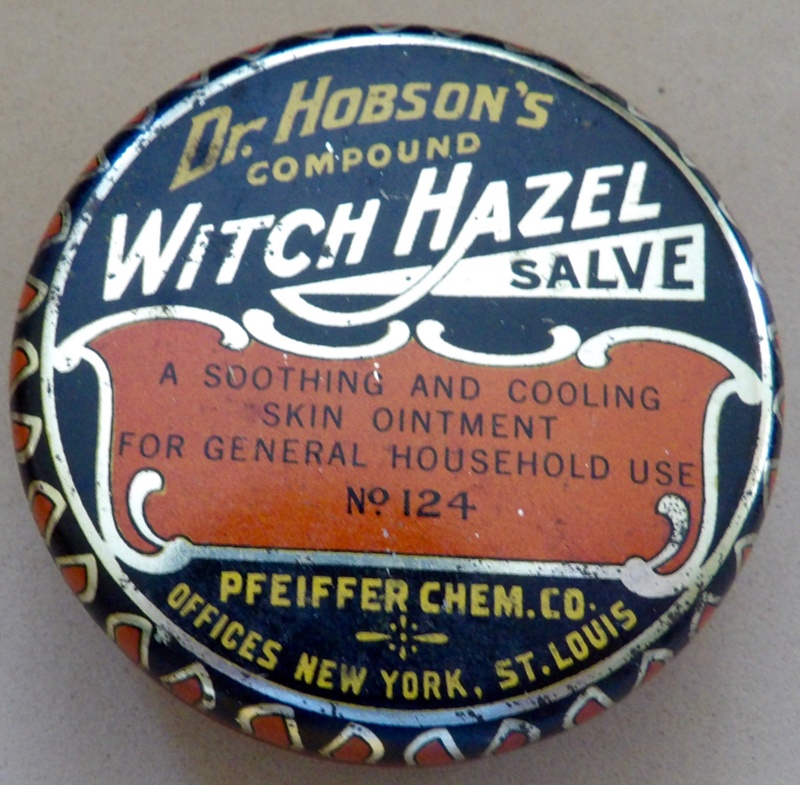 Dr. HOBSON'S
COMPOUND
WITCH HAZEL
SALVE
A SOOTHING AND COOLING
SKIN OINTMENT
FOR GENERAL HOUSEHOLD USE
Nº 124
PFEIFFER CHEM. CO.
OFFICES NEW YORK, ST. LOUIS